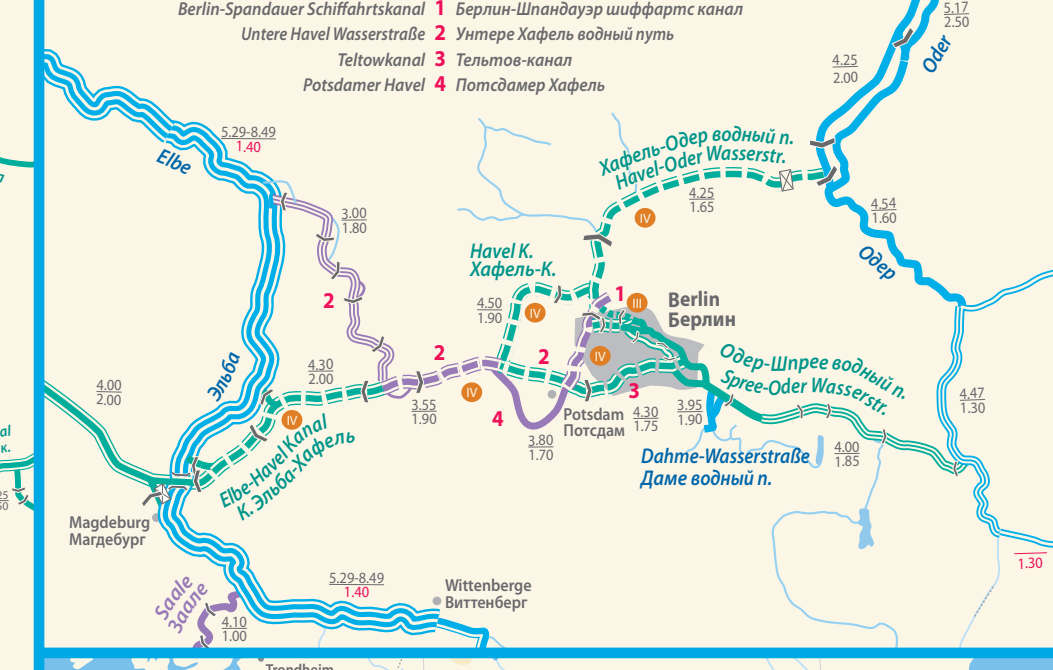 Berlin-Spandauer Schiffahrtskanal 1 Берлин-Шпандауэр шиффартс канал
Untere Havel Wasserstraße 2 Унтере Хафель водный путь
Teltowkanal 3 Тельтов-канал
Potsdamer Havel 4 Потсдамер Хафель
5.17
2.50
Oder
4.25
2.00
5.29-8.49
1.40
Elbe
Хафель-Одер водный п.
Havel-Oder Wasserstr.
4.25
1.65
IV
4.54
1.60
Одер
3.00
1.80
2
Havel K.
Хафель-К.
4.50
1.90
IV
1
III
Berlin
Берлин
IV
Эльба
4.30
2.00
2
2
IV
3
4
3.55
1.90
3.80
1.70
Potsdam
Потсдам
4.30
1.75
3.95
1.90
Одер-Шпрее водный п.
Spree-Oder Wasserstr.
4.47
1.30
4.00
1.85
4.00
2.00
IV
Elbe-Havel Kanal
К. Эльба-Хафель
Dahme-Wasserstraße
Даме водный п.
al
к.
Magdeburg
Магдебург
1.30
Saale
Заале
4.10
1.00
5.29-8.49
1.40
Wittenberge
Виттенберг
Trondheim